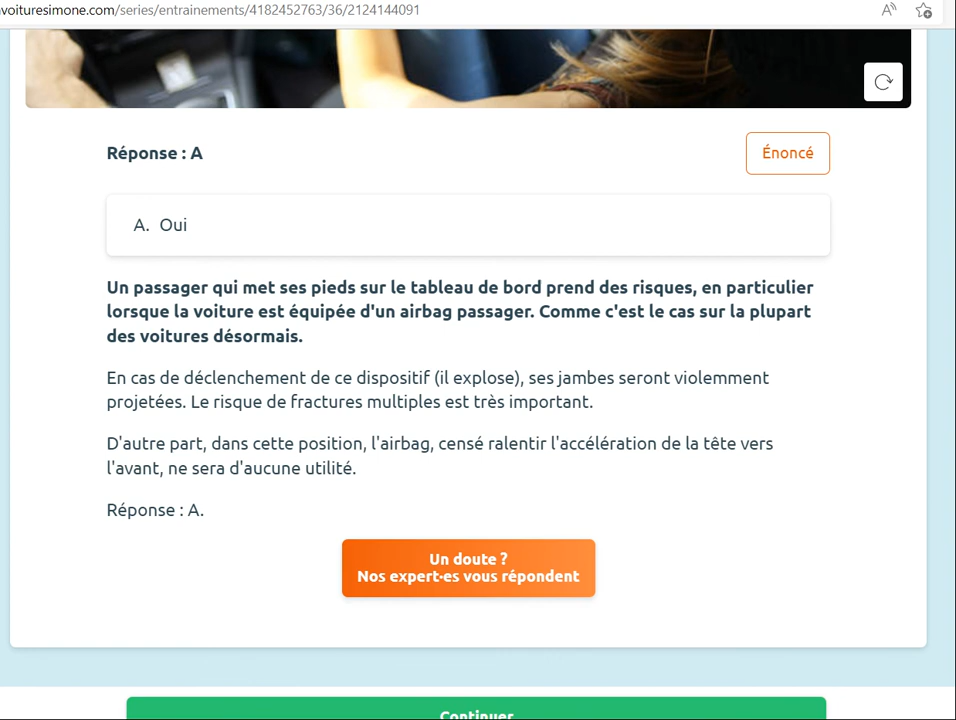 voituresimone.com/series/entrainements/4182452763/36/2124144091
Réponse : A
Énoncé
A. Oui
Un passager qui met ses pieds sur le tableau de bord prend des risques, en particulier
lorsque la voiture est équipée d'un airbag passager. Comme c'est le cas sur la plupart
des voitures désormais.
En cas de déclenchement de ce dispositif (il explose), ses jambes seront violemment
projetées. Le risque de fractures multiples est très important.
D'autre part, dans cette position, l'airbag, censé ralentir l'accélération de la tête vers
l'avant, ne sera d'aucune utilité.
Réponse : A.
Un doute ?
Nos expert·es vous répondent
Continuer